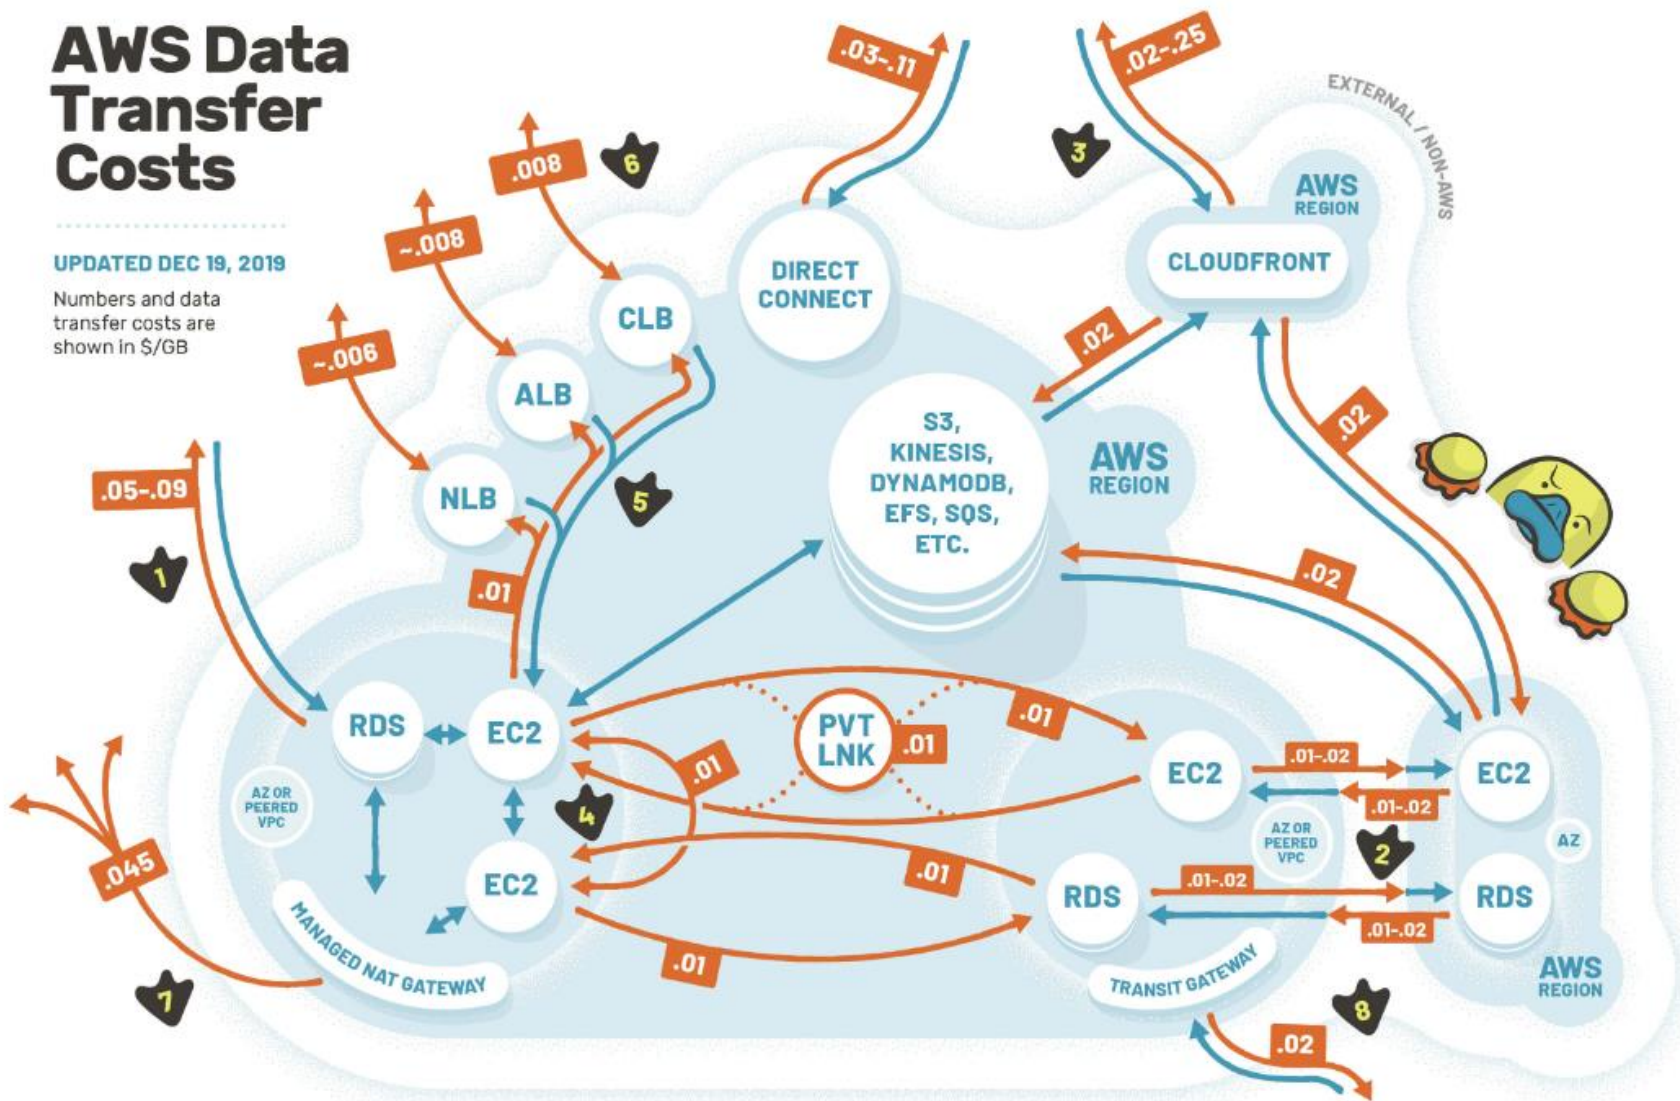 AWS Data
Transfer
Costs
UPDATED DEC 19, 2019
Numbers and data
transfer costs are
shown in $/GB
.03-.11
.02-.25
EXTERNAL / NON-AWS
.008
6
3
AWS
REGION
~.008
CLOUDFRONT
DIRECT
CONNECT
CLB
~.006
.02
ALB
.02
S3,
KINESIS,
DYNAMODB,
EFS, SQS,
ETC.
AWS
REGION
.05-.09
NLB
5
1
.01
.02
RDS
EC2
PVT
LNK
.01
.01
.01
EC2
.01-.02
EC2
.01-.02
AZ OR
PEERED
VPC
4
AZ OR
PEERED
VPC
2
AZ
.045
EC2
.01
RDS
.01-.02
RDS
.01-.02
MANAGED NAT GATEWAY
.01
TRANSIT GATEWAY
AWS
REGION
7
8
.02